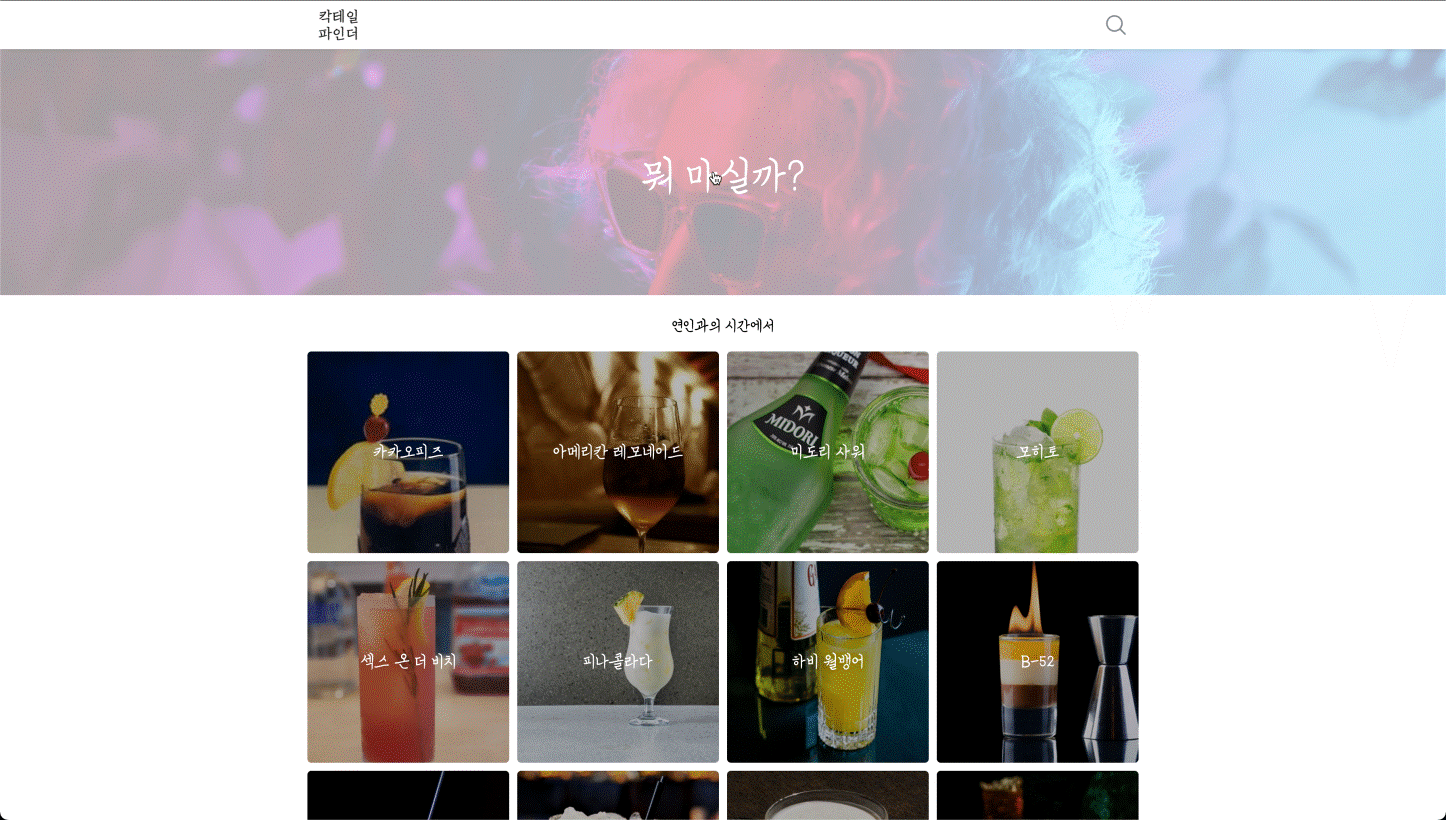 칵테일
파인더
뭐 마실까?
연인과의 시간에서
카카오피즈
아메리칸 레모네이드
MIDORI
미도리 사워
모히토
섹스 온 더 비치
피나콜라다
하비 월뱅어
B-52